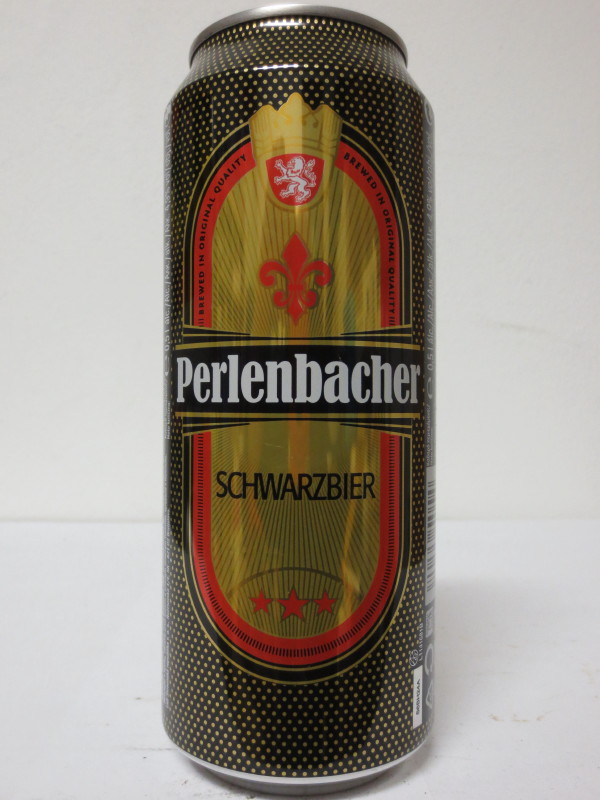 BREWED IN ORIGINAL QUALITY
BREWED IN ORIGINAL QUALITY
Perlenbacher
SCHWARZBIER